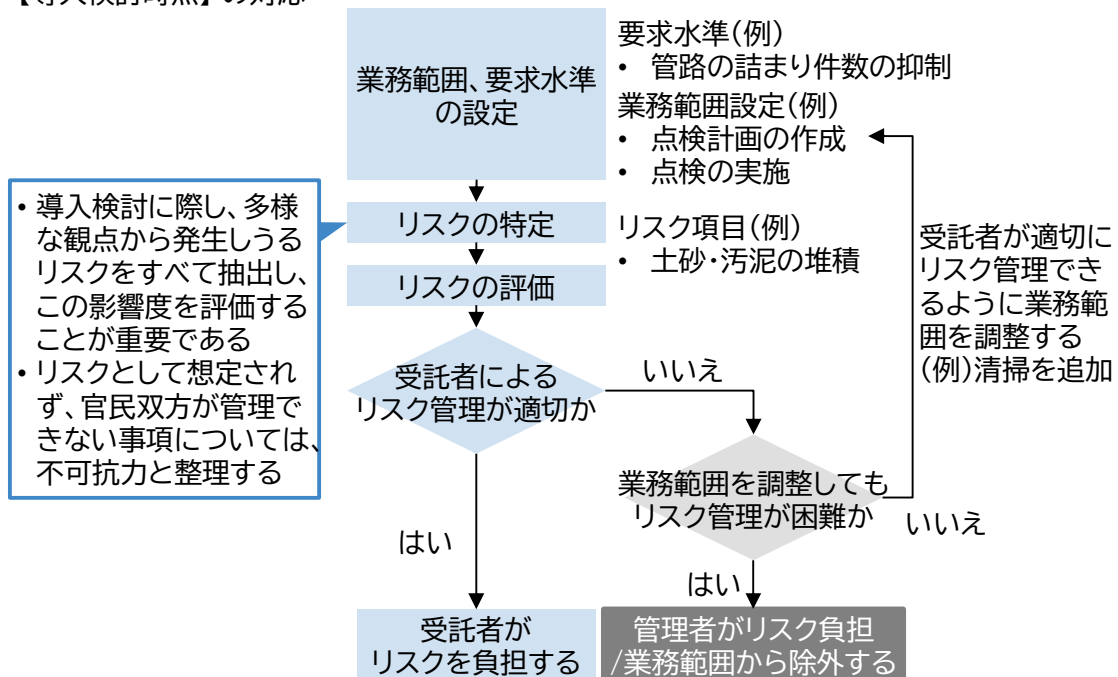 【導入検討時点】の対応
業務範囲、要求水準
の設定
要求水準(例)
• 管路の詰まり件数の抑制
業務範囲設定(例)
• 点検計画の作成
• 点検の実施
• 導入検討に際し、多様
な観点から発生しうる
リスクをすべて抽出し、
この影響度を評価する
ことが重要である
• リスクとして想定され
ず、官民双方が管理で
きない事項については、
不可抗力と整理する
リスクの特定
リスク項目(例)
• 土砂・汚泥の堆積
リスクの評価
受託者が適切に
リスク管理でき
るように業務範
囲を調整する
(例)清掃を追加
受託者による
リスク管理が適切か
いいえ
業務範囲を調整しても
リスク管理が困難か
いいえ
はい
はい
受託者が
リスクを負担する
管理者がリスク負担
/業務範囲から除外する